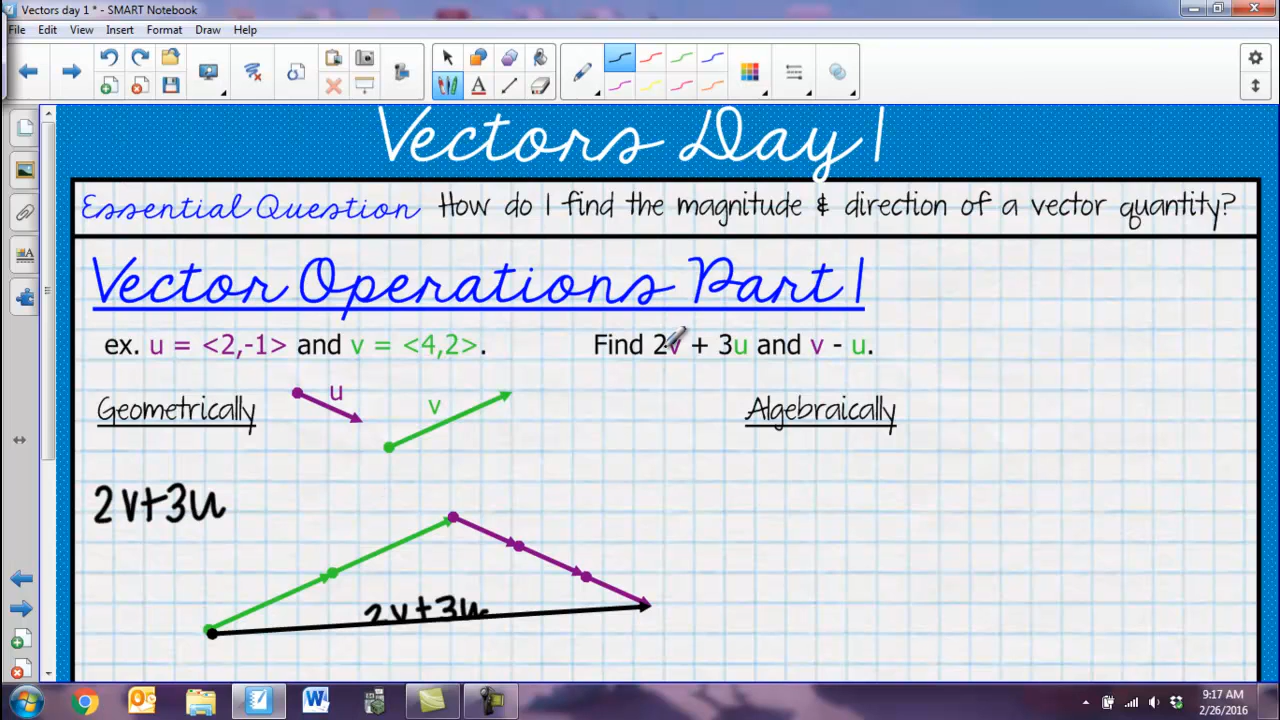 Vectors day 1 * - SMART Notebook
File Edit View Insert Format Draw Help
Vectors Day 1
Essential Question How do I find the magnitude & direction of a vector quantity?
Vector Operations Part 1
ex. u = <2,-1> and v = <4,2>. Find 2v + 3u and v - u.
Geometrically
u
v
Algebraically
2v+3u
2v+3u
9:17 AM
2/26/2016